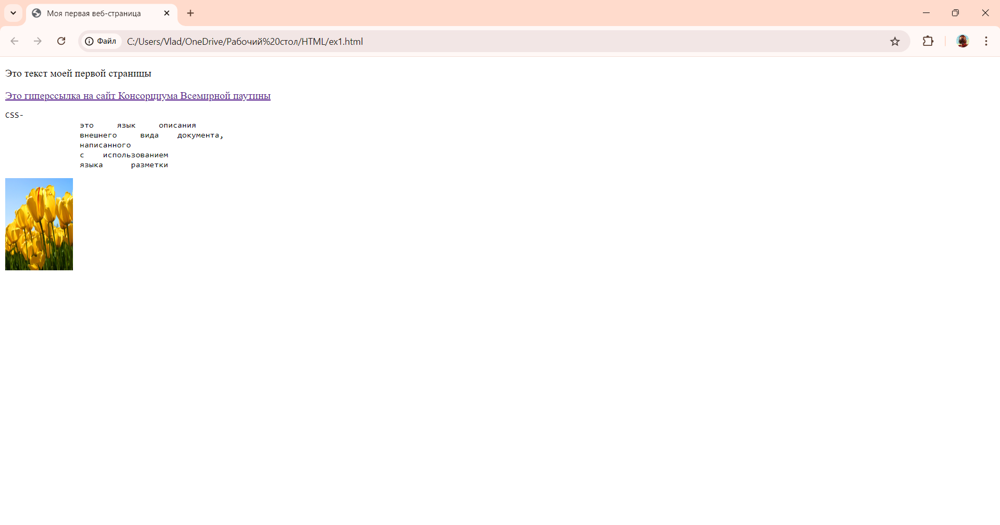 Моя первая веб-страница
Файл C:/Users/Vlad/OneDrive/Рабочий%20стол/HTML/ex1.html
Это текст моей первой страницы
Это гиперссылка на сайт Консорциума Всемирной паутины
CSS-
это     язык     описания
внешнего     вида    документа,
написанного
с    использованием
языка      разметки